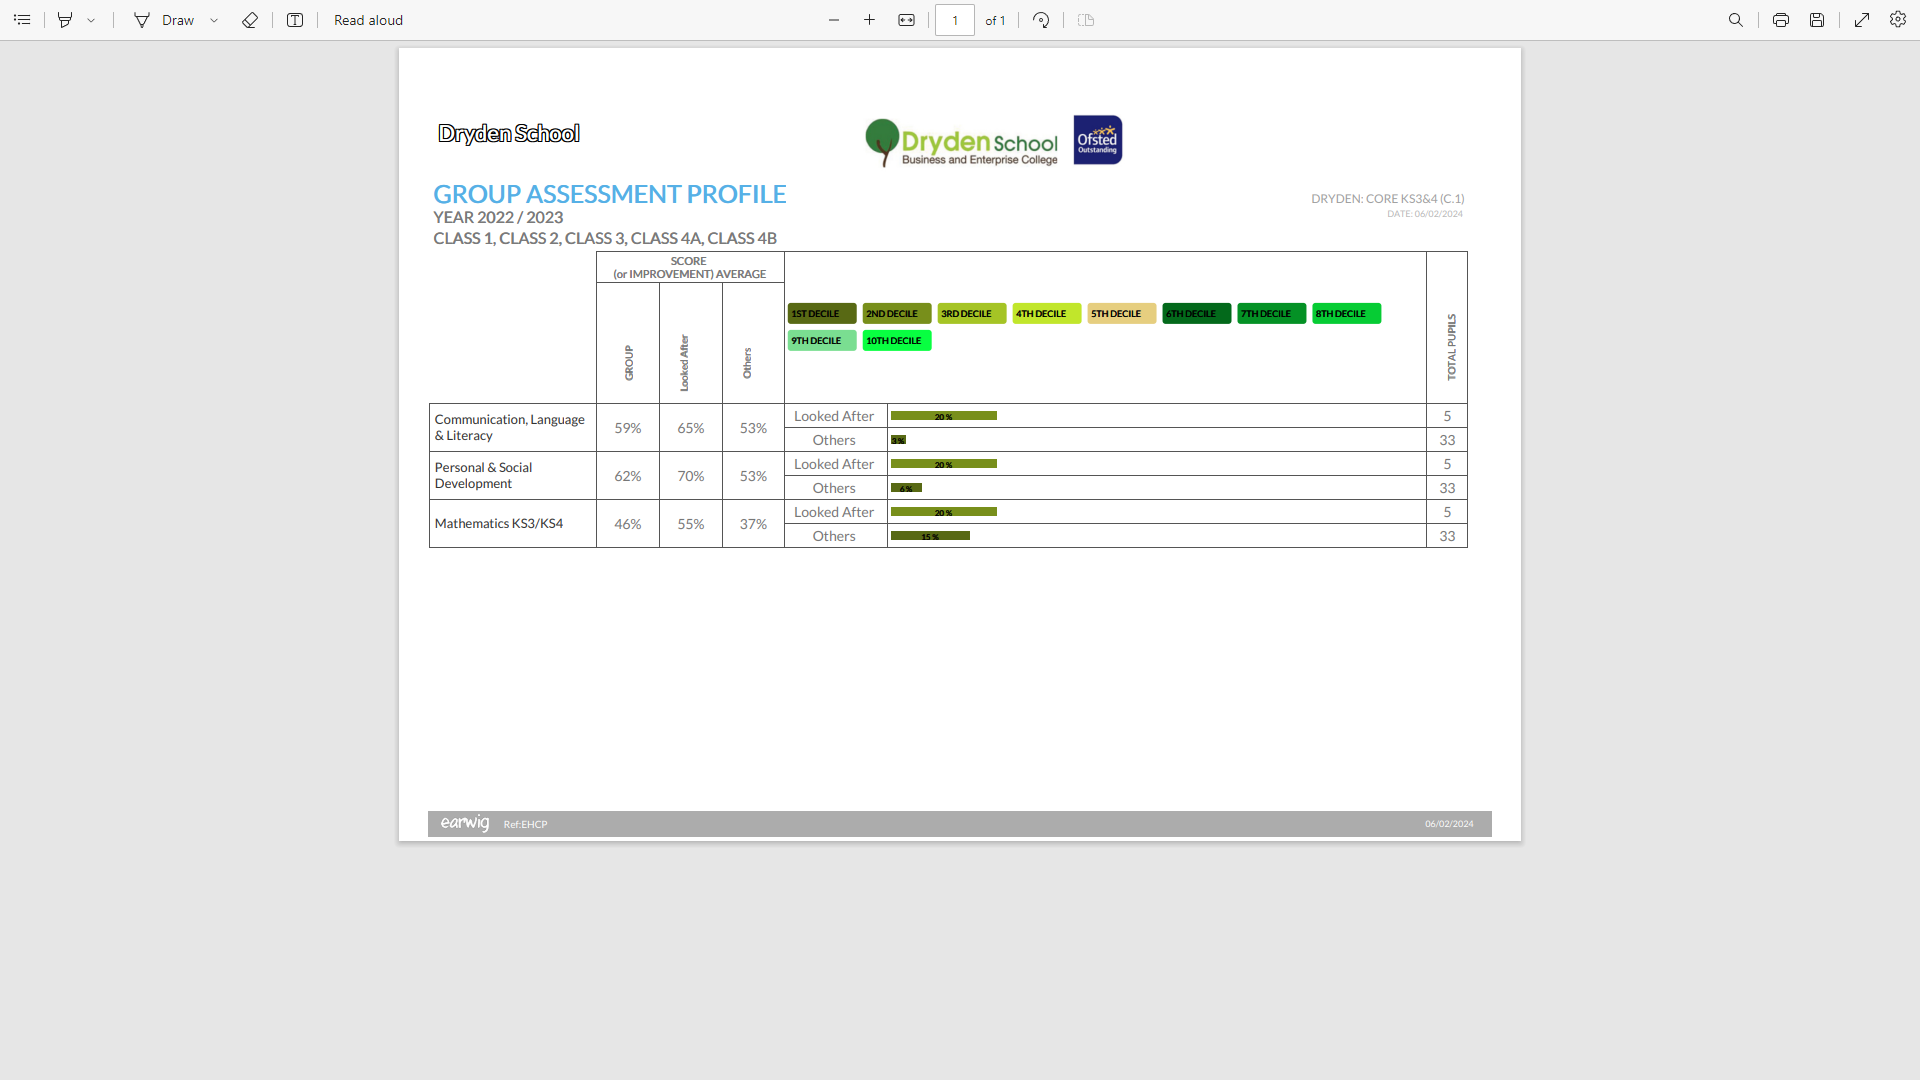 Draw
Read aloud
1 of 1
Dryden School
Dryden School
Business and Enterprise College
Ofsted
Outstanding
GROUP ASSESSMENT PROFILE
YEAR 2022 / 2023
CLASS 1, CLASS 2, CLASS 3, CLASS 4A, CLASS 4B
DRYDEN: CORE KS3&4 (C.1)
DATE: 06/02/2024
SCORE
(or IMPROVEMENT) AVERAGE
GROUP
Looked After
Others
1ST DECILE 2ND DECILE 3RD DECILE 4TH DECILE 5TH DECILE 6TH DECILE 7TH DECILE 8TH DECILE
9TH DECILE 10TH DECILE
TOTAL PUPILS
Communication, Language
& Literacy
59% 65% 53%
Looked After 20 % 5
Others 3 % 33
Personal & Social
Development
62% 70% 53%
Looked After 20 % 5
Others 6 % 33
Mathematics KS3/KS4
46% 55% 37%
Looked After 20 % 5
Others 15 % 33
earwig Ref:EHCP 06/02/2024